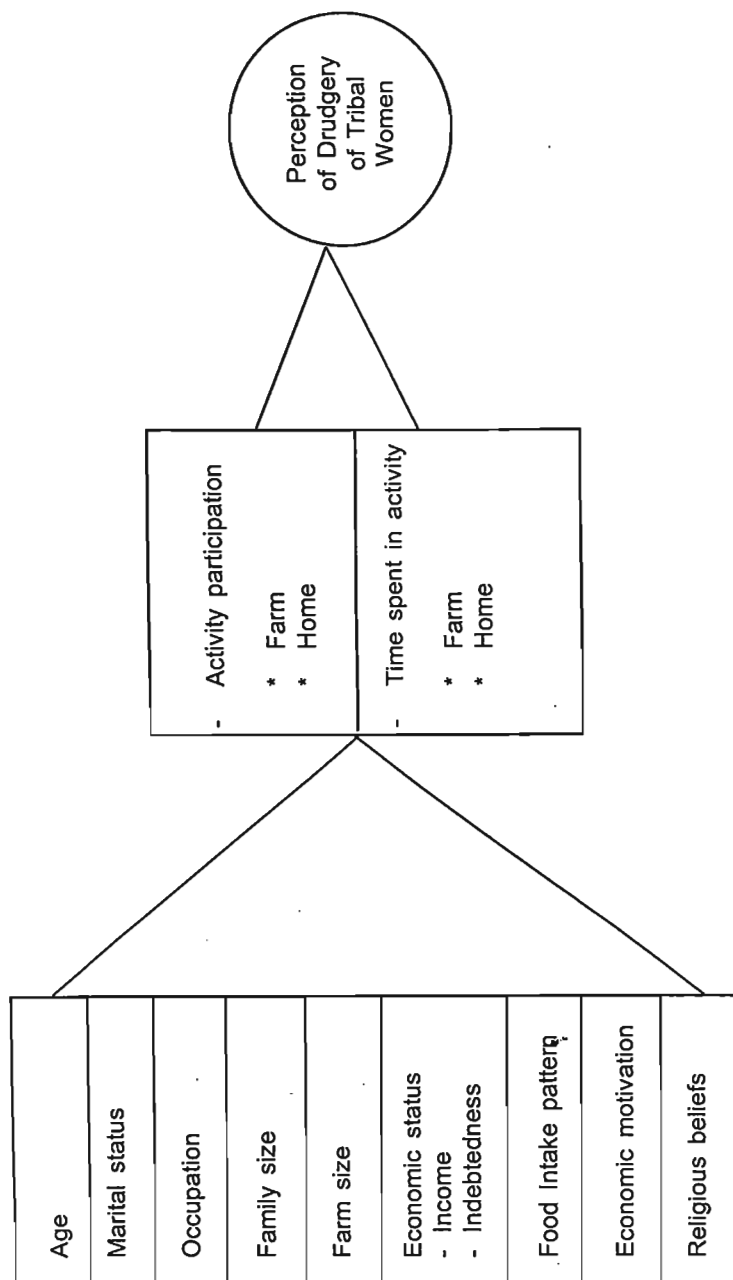 Age
Marital status
Occupation
Family size
Farm size
Economic status
- Income
- Indebtedness
Food Intake pattern
Economic motivation
Religious beliefs
- Activity participation
* Farm
* Home
- Time spent in activity
* Farm
* Home
Perception
of Drudgery
of Tribal
Women